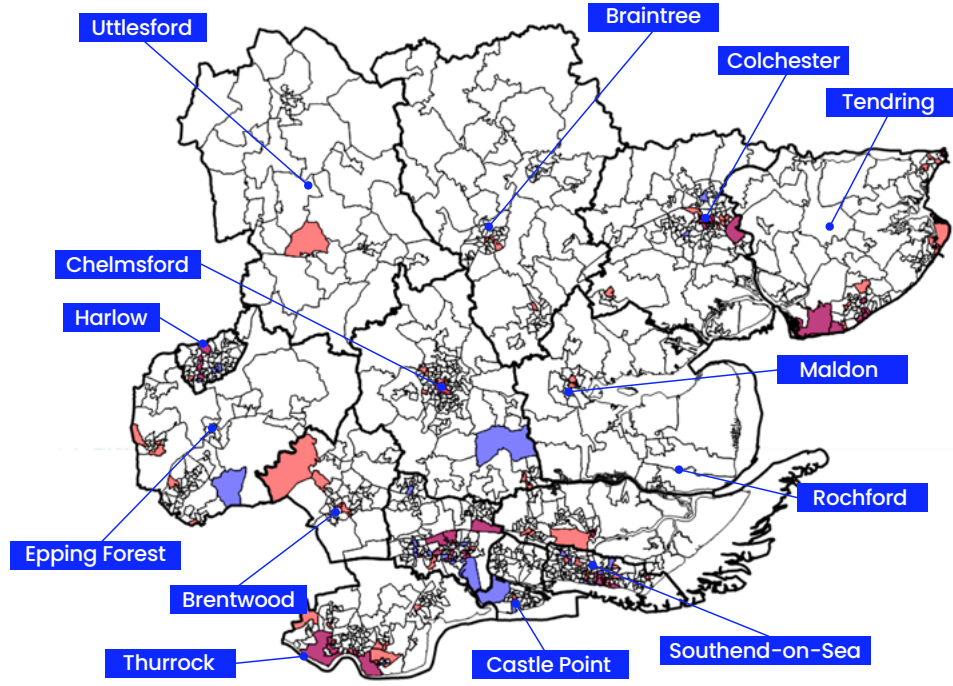 Braintree
Uttlesford
Colchester
Tendring
Chelmsford
Harlow
Maldon
Rochford
Epping Forest
Brentwood
Southend-on-Sea
Thurrock
Castle Point